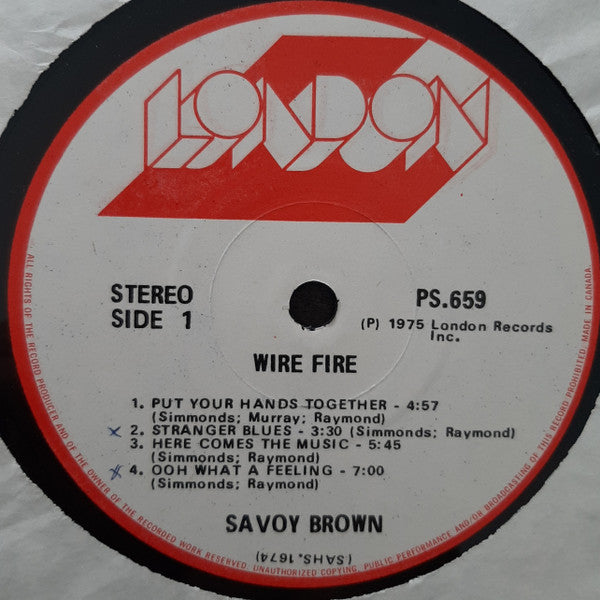 LONDON
STEREO
SIDE 1
PS.659
(P) 1975 London Records
Inc.
WIRE FIRE
1. PUT YOUR HANDS TOGETHER - 4:57
(Simmonds; Murray; Raymond)
x 2. STRANGER BLUES - 3:30 (Simmonds; Raymond)
3. HERE COMES THE MUSIC - 5:45
(Simmonds; Raymond)
x 4. OOH WHAT A FEELING - 7:00
(Simmonds; Raymond)
SAVOY BROWN
(SAHS.1674)
ALL RIGHTS OF THE RECORD PRODUCER AND OF THE OWNER OF THE RECORDED WORK RESERVED. UNAUTHORIZED COPYING, PUBLIC PERFORMANCE AND/OR BROADCASTING OF THIS RECORD PROHIBITED. MADE IN CANADA.